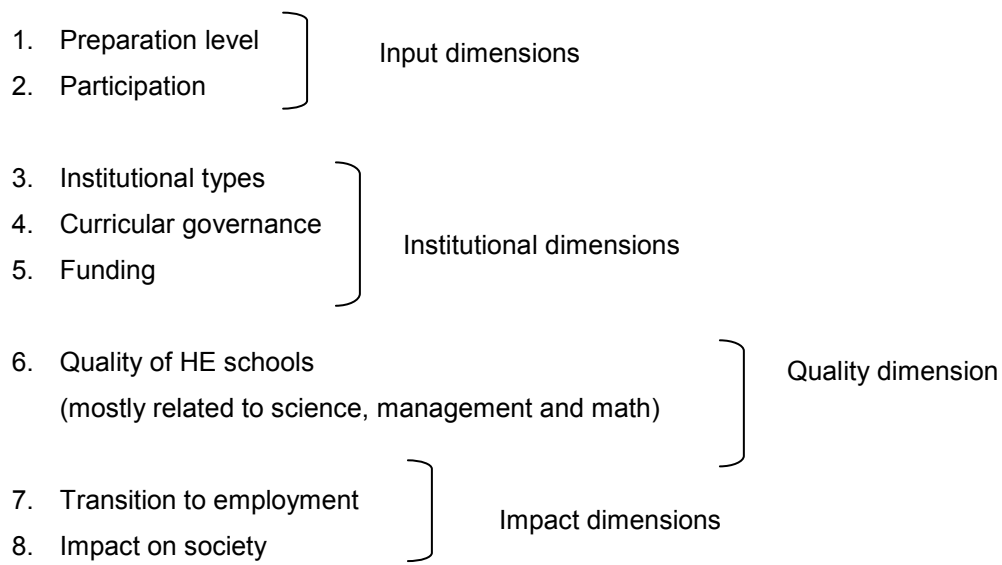 1. Preparation level
Input dimensions
2. Participation
3. Institutional types
4. Curricular governance
Institutional dimensions
5. Funding
6. Quality of HE schools
Quality dimension
(mostly related to science, management and math)
7. Transition to employment
Impact dimensions
8. Impact on society